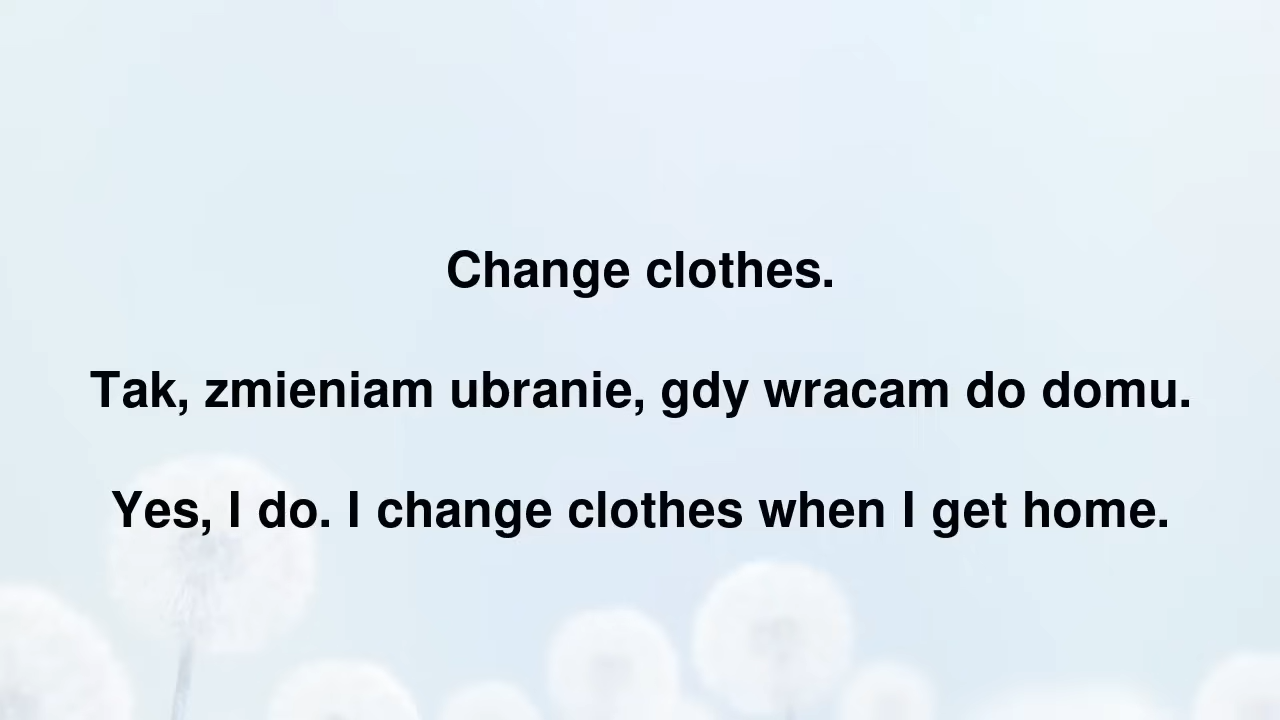 Change clothes.
Tak, zmieniam ubranie, gdy wracam do domu.
Yes, I do. I change clothes when I get home.